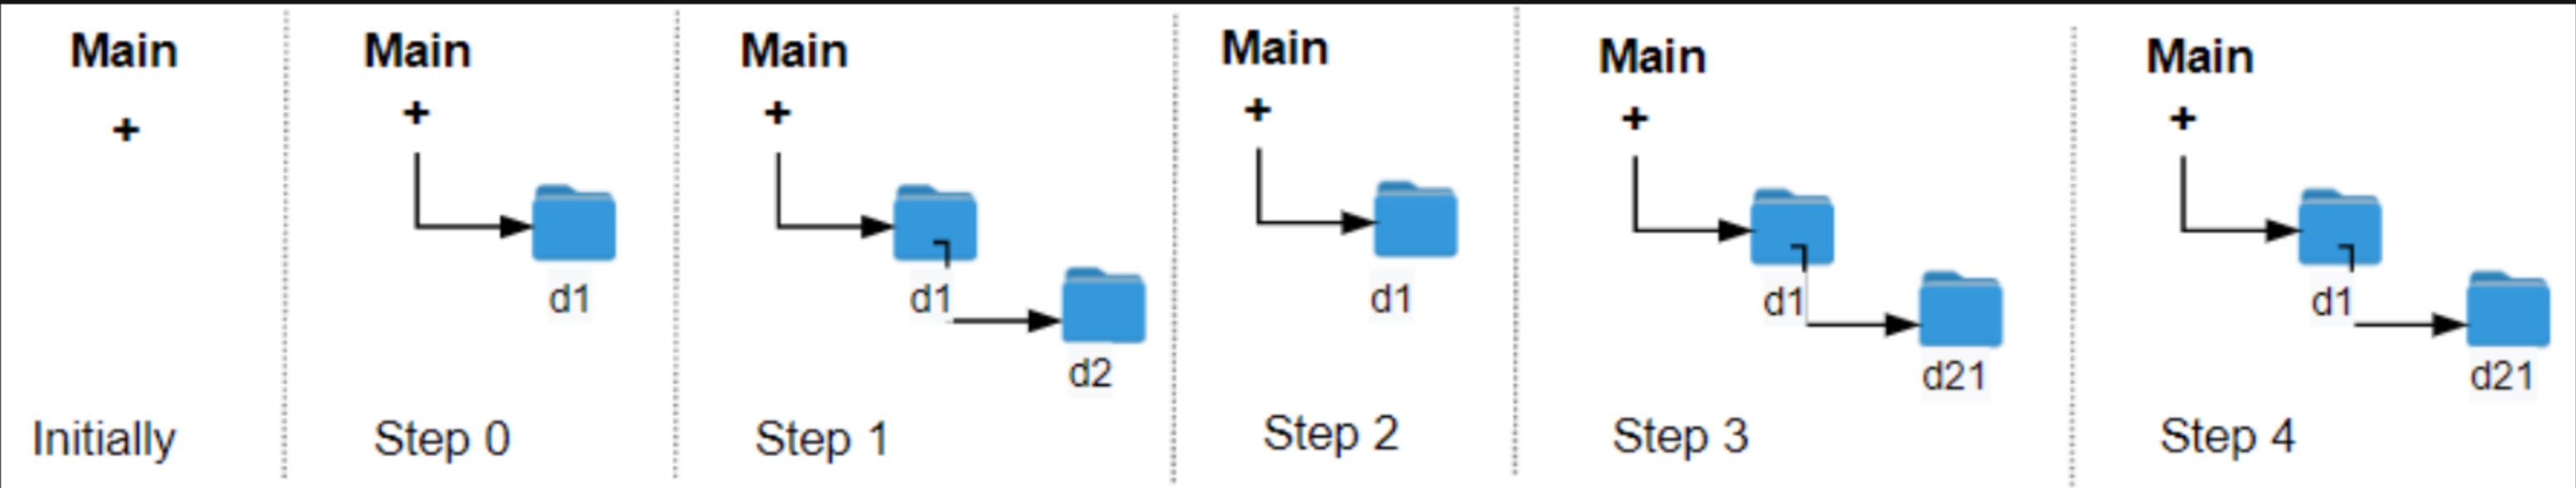 Main
+
d1
Initially
Main
+
d1
Step 0
Main
+
d1
d2
Step 1
Main
+
d1
Step 2
Main
+
d1
d21
Step 3
Main
+
d1
d21
Step 4